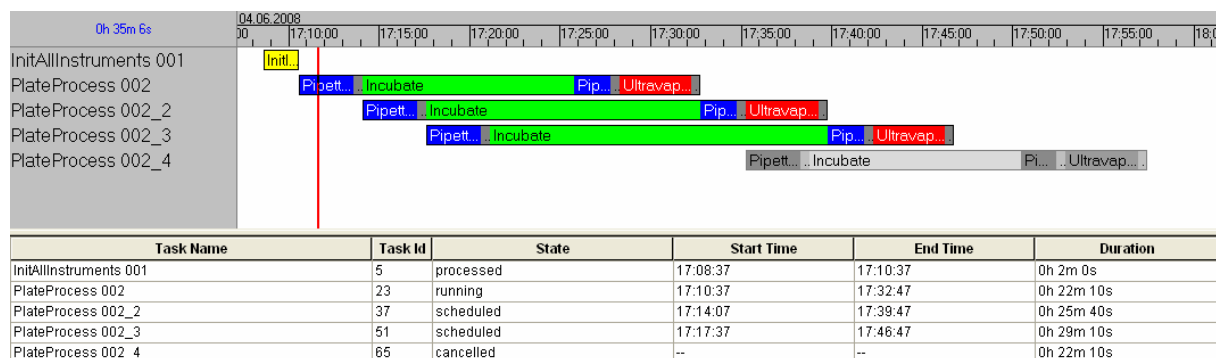 04.06.2008
0h 35m 6s
00 17:10:00 17:15:00 17:20:00 17:25:00 17:30:00 17:35:00 17:40:00 17:45:00 17:50:00 17:55:00 18:0
InitAllInstruments 001 InitI...
PlateProcess 002 Pipett... .. Incubate Pip... .. Ultravap... .
PlateProcess 002_2 Pipett... .. Incubate Pip... .. Ultravap... .
PlateProcess 002_3 Pipett... .. Incubate Pip... .. Ultravap... .
PlateProcess 002_4 Pipett... .. Incubate Pi... .. Ultravap... .
Task Name Task Id State Start Time End Time Duration
InitAllInstruments 001 5 processed 17:08:37 17:10:37 0h 2m 0s
PlateProcess 002 23 running 17:10:37 17:32:47 0h 22m 10s
PlateProcess 002_2 37 scheduled 17:14:07 17:39:47 0h 25m 40s
PlateProcess 002_3 51 scheduled 17:17:37 17:46:47 0h 29m 10s
PlateProcess 002_4 65 cancelled -- -- 0h 22m 10s